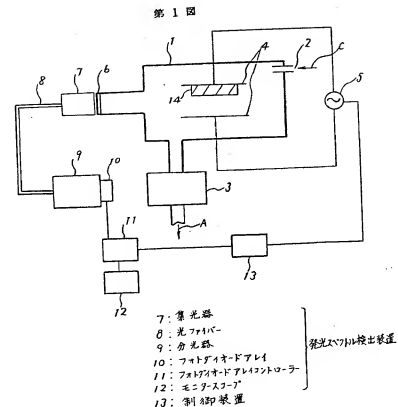 第1図
1
2
C
4
14
5
6
7
8
9
10
3
A
11
12
13
7:集光器
8:光ファイバー
9:分光器
10:フォトダイオードアレイ
11:フォトダイオードアレイコントローラー
12:モニタースコープ
13:制御装置
発光スペクトル検出装置